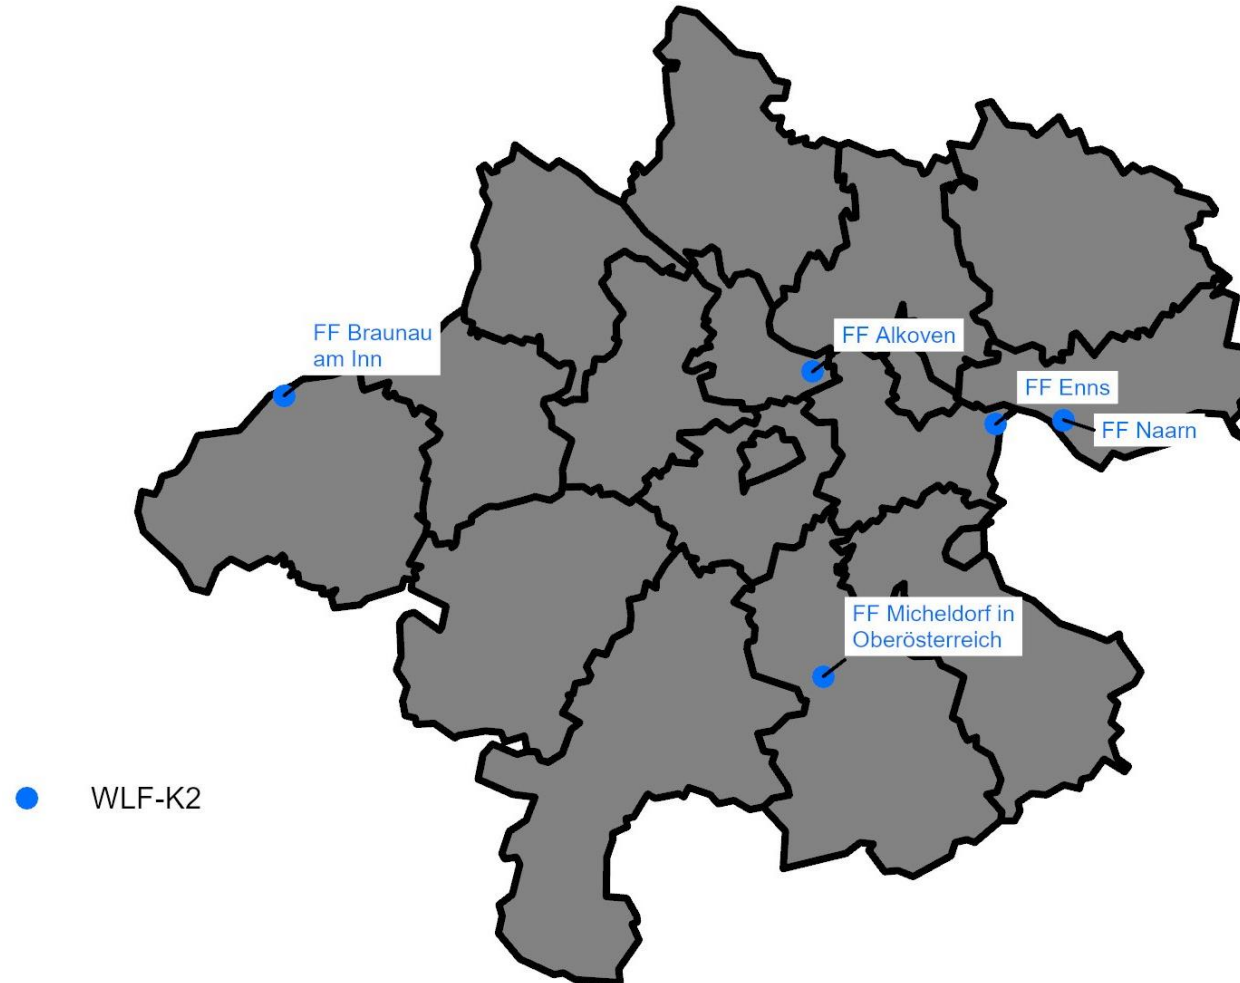 FF Braunau
am Inn
FF Alkoven
FF Enns
FF Naarn
FF Micheldorf in
Oberösterreich
WLF-K2